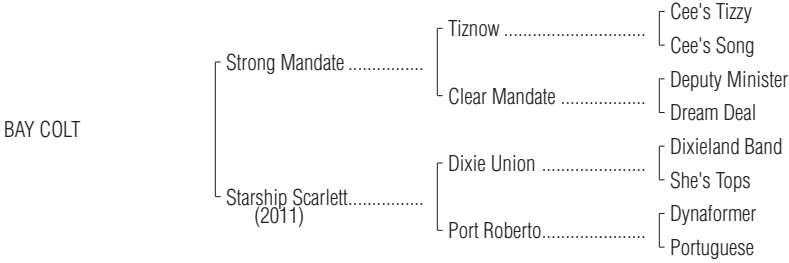 Cee's Tizzy
Tiznow ..............................
Cee's Song
Strong Mandate ................
Deputy Minister
Clear Mandate ..................
Dream Deal
BAY COLT
Dixieland Band
Dixie Union ......................
She's Tops
Starship Scarlett................
(2011)
Dynaformer
Port Roberto......................
Portuguese